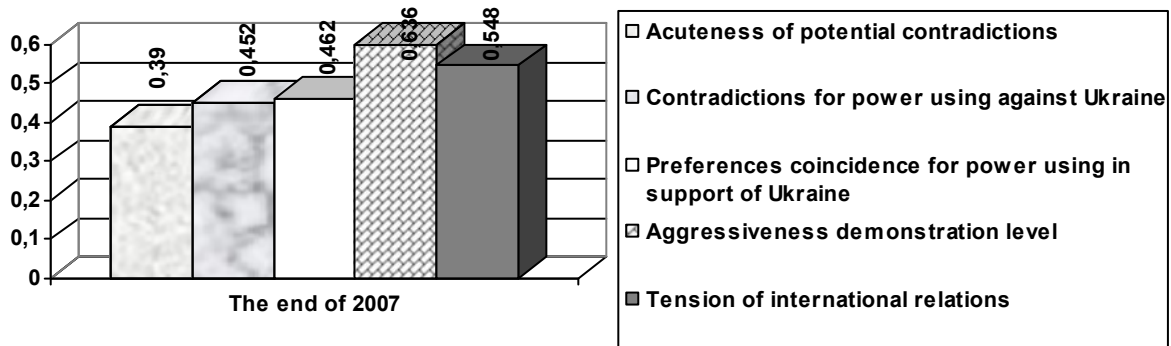 0,6
0,5
0,4
0,3
0,2
0,1
0
0,39
0,452
0,462
0,636
0,548
The end of 2007
Acuteness of potential contradictions
Contradictions for power using against Ukraine
Preferences coincidence for power using in
support of Ukraine
Aggressiveness demonstration level
Tension of international relations